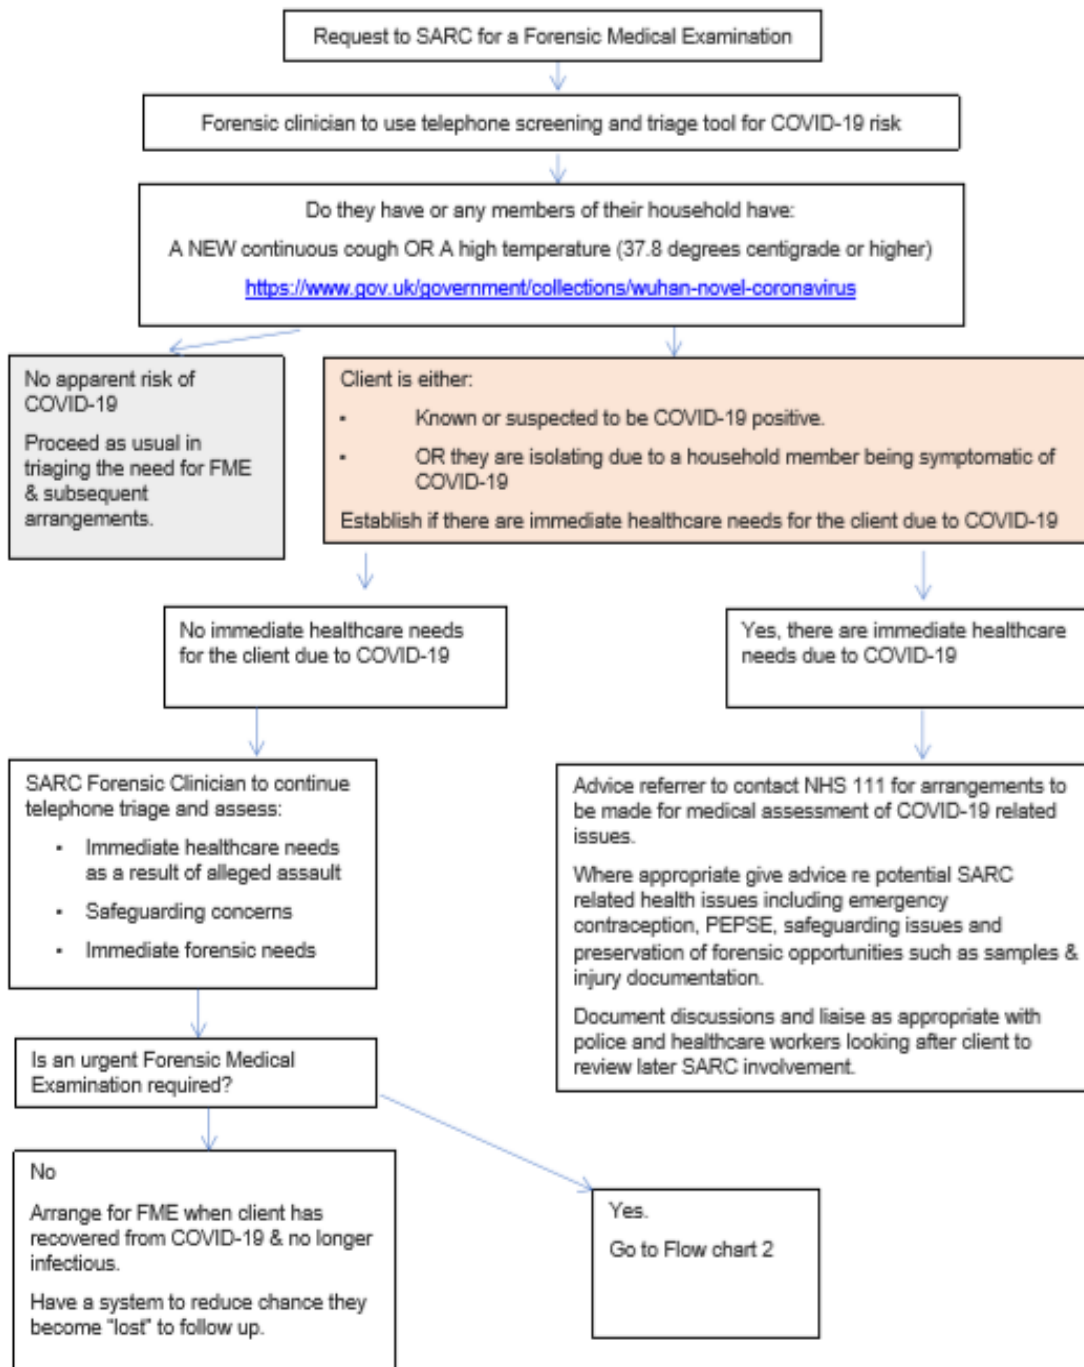 Request to SARC for a Forensic Medical Examination
Forensic clinician to use telephone screening and triage tool for COVID-19 risk
Do they have or any members of their household have:
A NEW continuous cough OR A high temperature (37.8 degrees centigrade or higher)
https://www.gov.uk/government/collections/wuhan-novel-coronavirus
No apparent risk of
COVID-19
Proceed as usual in
triaging the need for FME
& subsequent
arrangements.
Client is either:
▪ Known or suspected to be COVID-19 positive.
▪ OR they are isolating due to a household member being symptomatic of
COVID-19
Establish if there are immediate healthcare needs for the client due to COVID-19
No immediate healthcare needs
for the client due to COVID-19
Yes, there are immediate healthcare
needs due to COVID-19
SARC Forensic Clinician to continue
telephone triage and assess:
▪ Immediate healthcare needs
as a result of alleged assault
▪ Safeguarding concerns
▪ Immediate forensic needs
Advice referrer to contact NHS 111 for arrangements to
be made for medical assessment of COVID-19 related
issues.
Where appropriate give advice re potential SARC
related health issues including emergency
contraception, PEPSE, safeguarding issues and
preservation of forensic opportunities such as samples &
injury documentation.
Document discussions and liaise as appropriate with
police and healthcare workers looking after client to
review later SARC involvement.
Is an urgent Forensic Medical
Examination required?
No
Arrange for FME when client has
recovered from COVID-19 & no longer
infectious.
Have a system to reduce chance they
become "lost" to follow up.
Yes.
Go to Flow chart 2